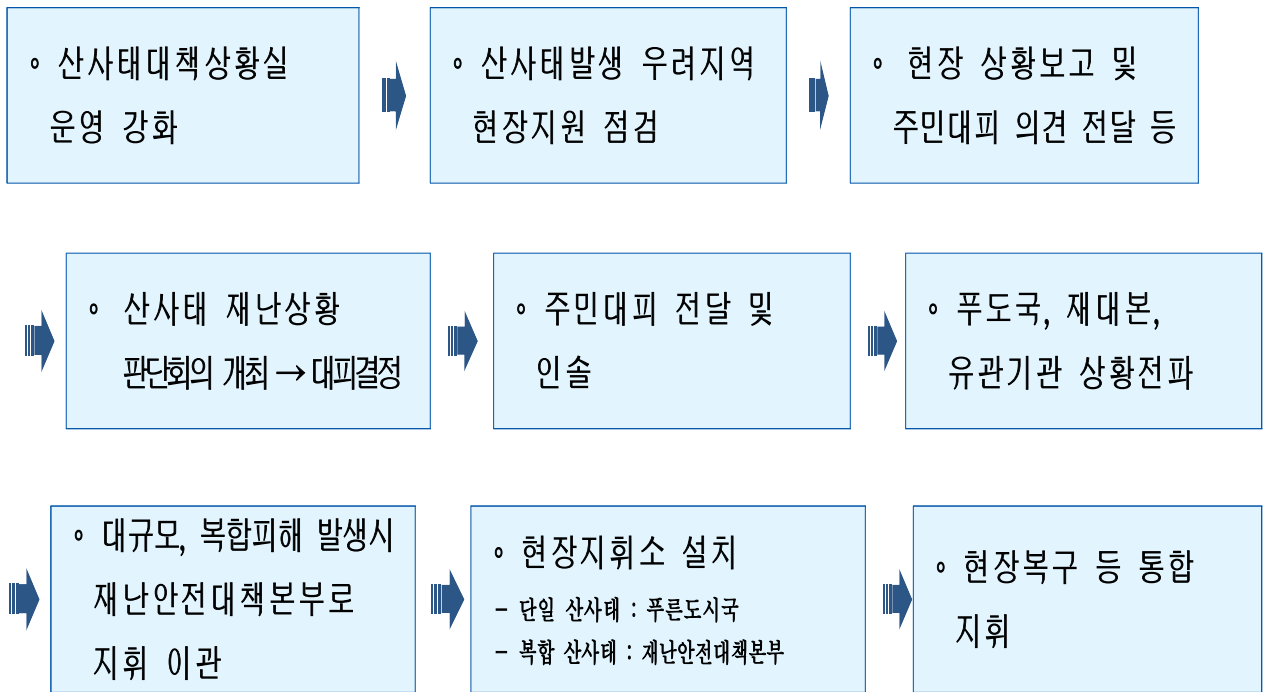 ◦ 산사태대책상황실
운영 강화
◦ 산사태발생 우려지역
현장지원 점검
◦ 현장 상황보고 및
주민대피 의견 전달 등
◦ 산사태 재난상황
판단회의 개최 → 대피결정
◦ 주민대피 전달 및
인솔
◦ 푸도국, 재대본,
유관기관 상황전파
◦ 대규모, 복합피해 발생시
재난안전대책본부로
지휘 이관
◦ 현장지휘소 설치
- 단일 산사태 : 푸른도시국
- 복합 산사태 : 재난안전대책본부
◦ 현장복구 등 통합
지휘